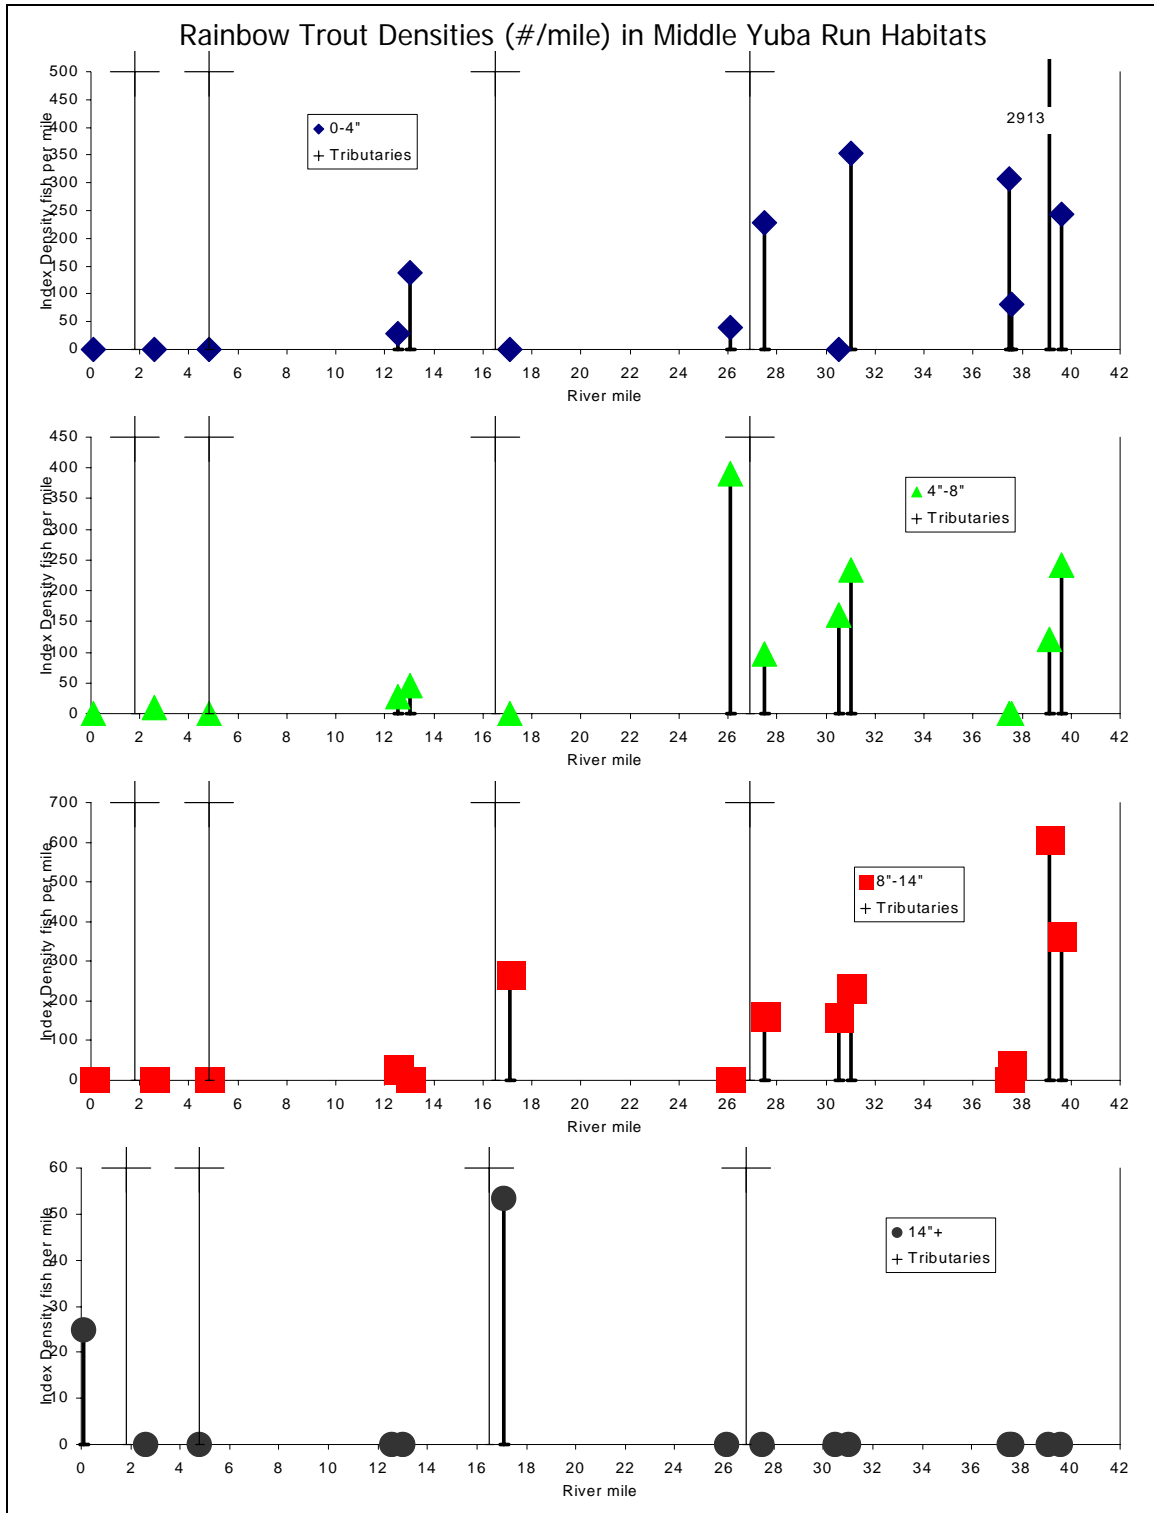 Rainbow Trout Densities (#/mile) in Middle Yuba Run Habitats
Index Density fish per mile
500
450
400
350
300
250
200
150
100
50
0
0-4"
Tributaries
2913
0 2 4 6 8 10 12 14 16 18 20 22 24 26 28 30 32 34 36 38 40 42
River mile
Index Density fish per mile
450
400
350
300
250
200
150
100
50
0
4"-8"
Tributaries
0 2 4 6 8 10 12 14 16 18 20 22 24 26 28 30 32 34 36 38 40 42
River mile
Index Density fish per mile
700
600
500
400
300
200
100
0
8"-14"
Tributaries
0 2 4 6 8 10 12 14 16 18 20 22 24 26 28 30 32 34 36 38 40 42
River mile
Index Density fish per mile
60
50
40
30
20
10
0
14"+
Tributaries
0 2 4 6 8 10 12 14 16 18 20 22 24 26 28 30 32 34 36 38 40 42
River mile